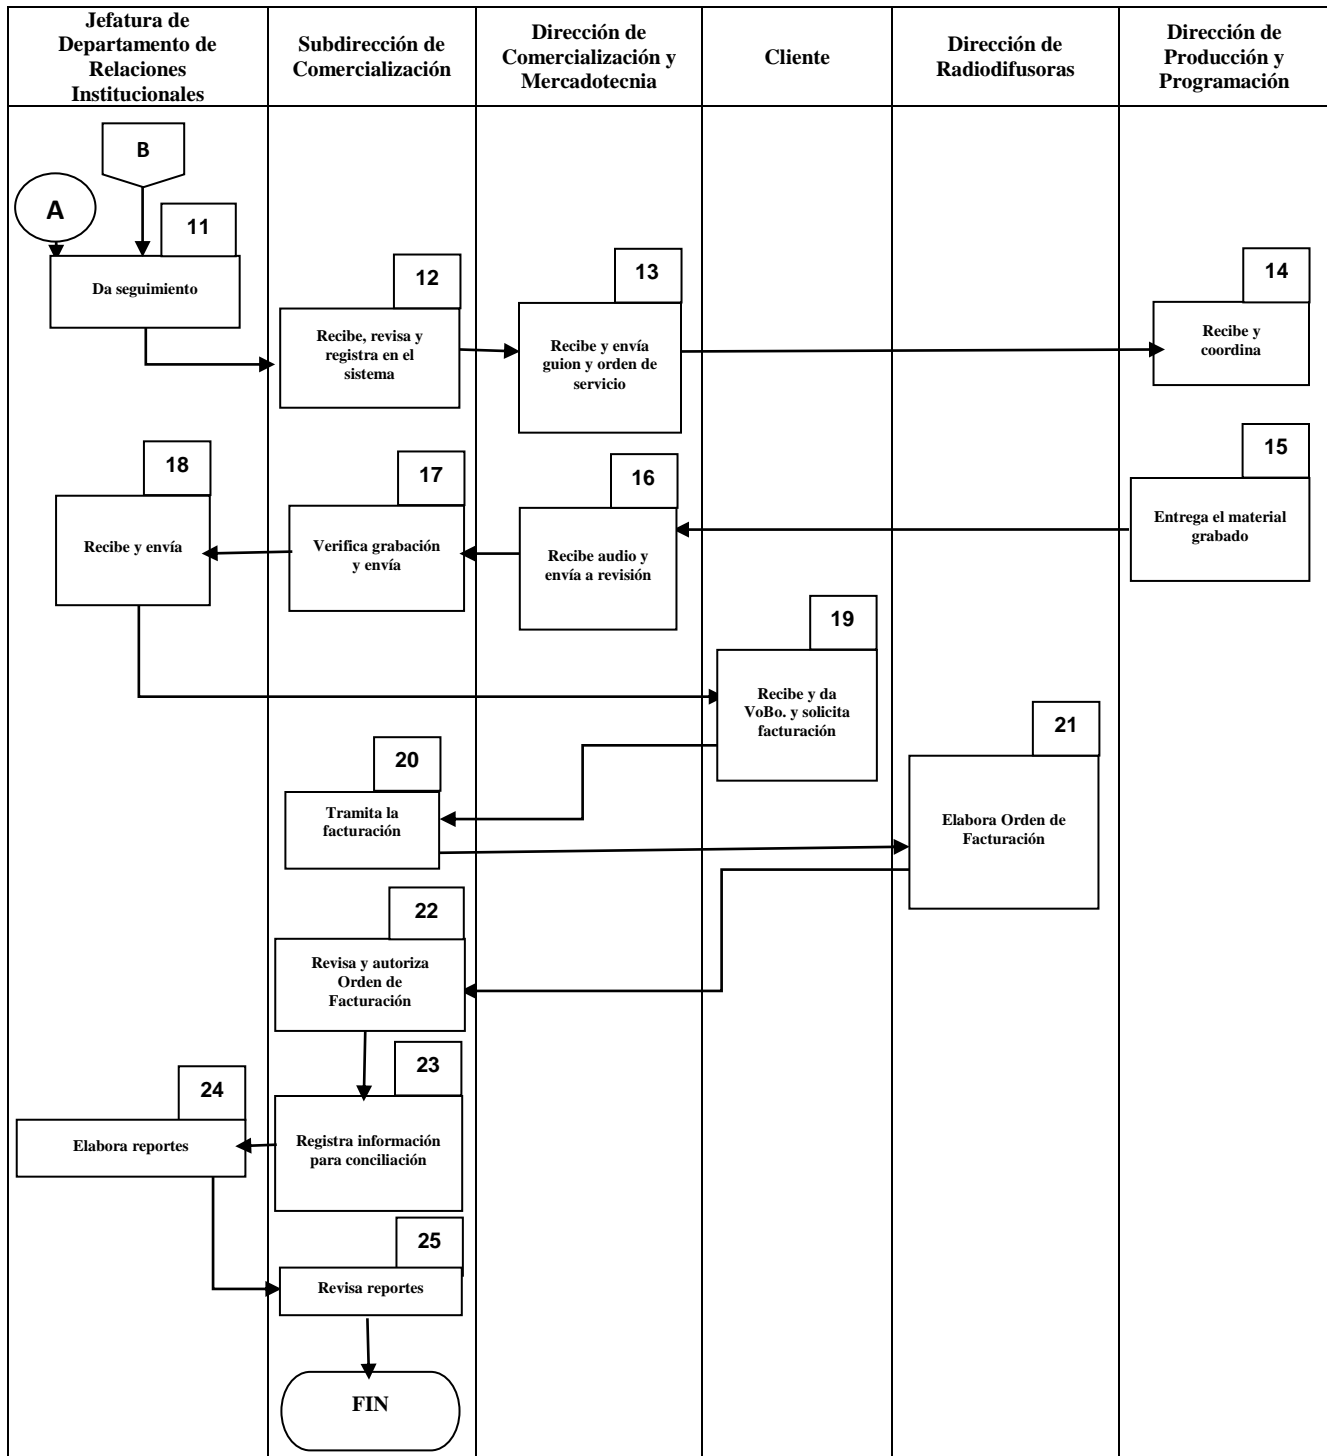 Jefatura de
Departamento de
Relaciones
Institucionales
Subdirección de
Comercialización
Dirección de
Comercialización y
Mercadotecnia
Cliente
Dirección de
Radiodifusoras
Dirección de
Producción y
Programación
B
A
11
Da seguimiento
12
Recibe, revisa y
registra en el
sistema
13
Recibe y envía
guion y orden de
servicio
14
Recibe y
coordina
15
Entrega el material
grabado
16
Recibe audio y
envía a revisión
17
Verifica grabación
y envía
18
Recibe y envía
19
Recibe y da
VoBo. y solicita
facturación
20
Tramita la
facturación
21
Elabora Orden de
Facturación
22
Revisa y autoriza
Orden de
Facturación
23
Registra información
para conciliación
24
Elabora reportes
25
Revisa reportes
FIN